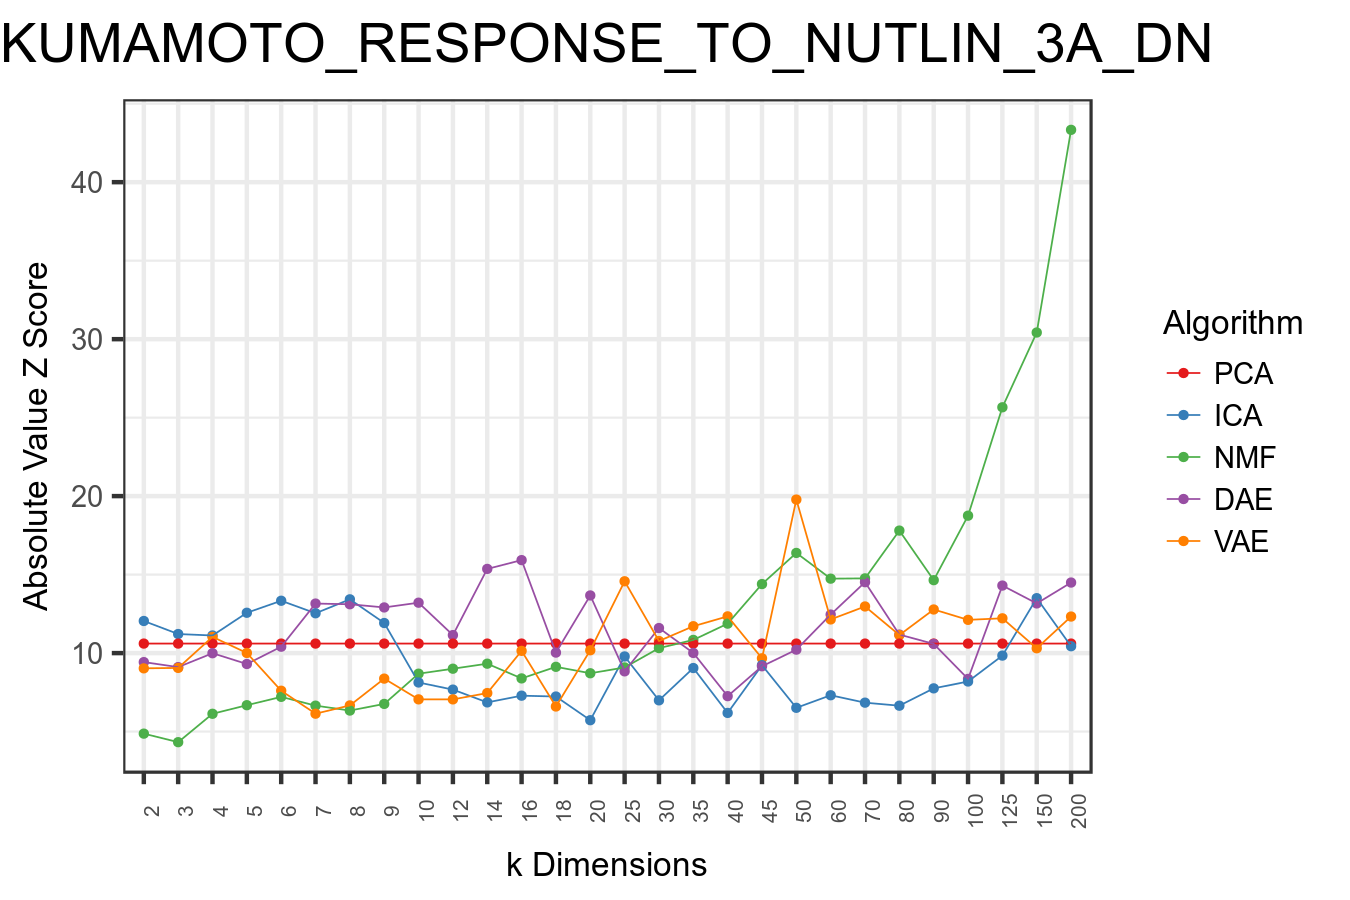 KUMAMOTO_RESPONSE_TO_NUTLIN_3A_DN
Absolute Value Z Score
40
30
20
10
2 3 4 5 6 7 8 9 10 12 14 16 18 20 25 30 35 40 45 50 60 70 80 90 100 125 150 200
k Dimensions
Algorithm
PCA
ICA
NMF
DAE
VAE